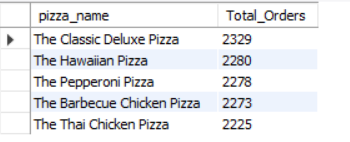 pizza_name Total_Orders
The Classic Deluxe Pizza 2329
The Hawaiian Pizza 2280
The Pepperoni Pizza 2278
The Barbecue Chicken Pizza 2273
The Thai Chicken Pizza 2225